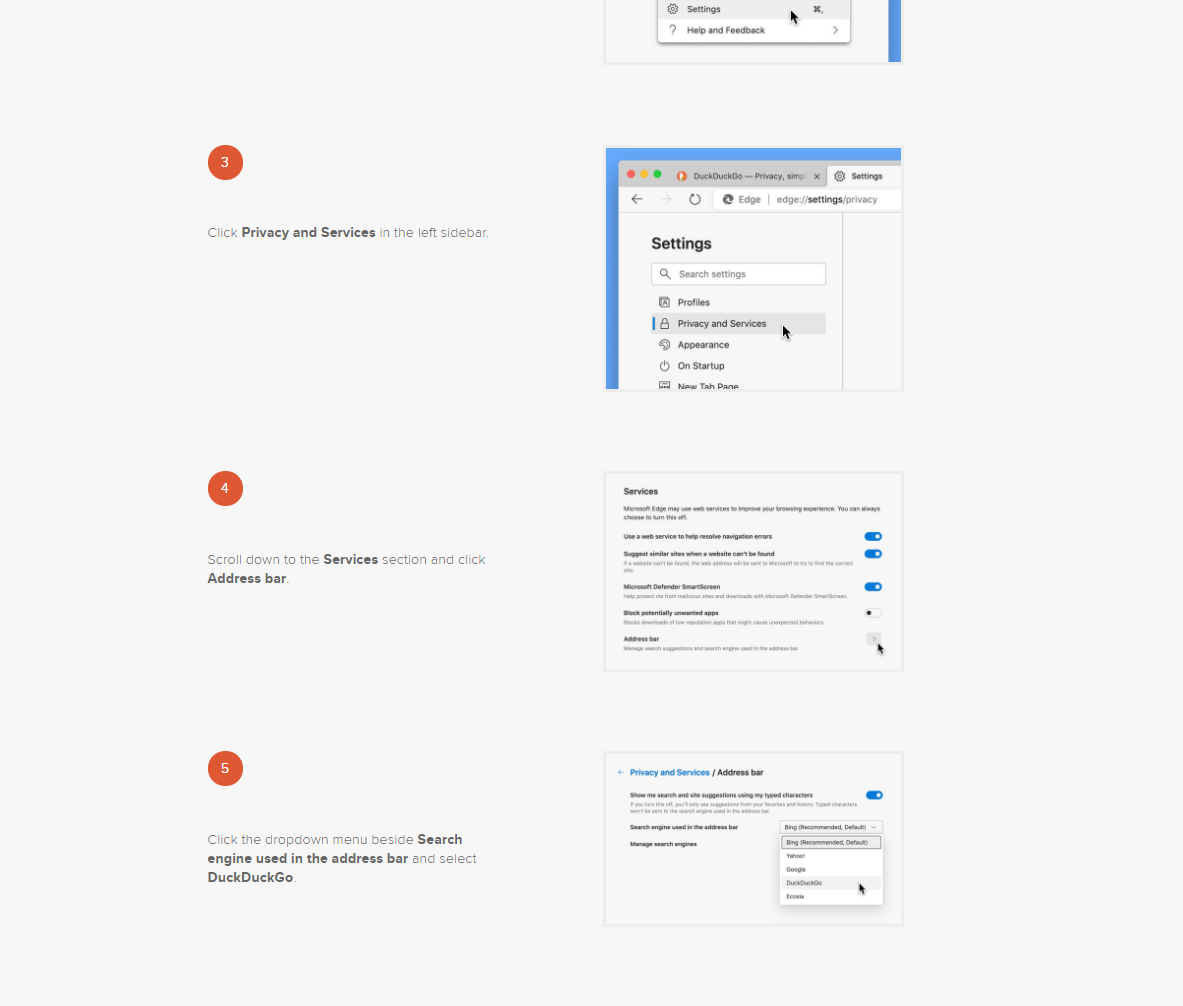 Settings ⌘,
? Help and Feedback
3
Click Privacy and Services in the left sidebar.
DuckDuckGo — Privacy, simpl
Settings
Edge | edge://settings/privacy
Settings
Search settings
Profiles
Privacy and Services
Appearance
On Startup
New Tab Page
4
Scroll down to the Services section and click
Address bar.
Services
Microsoft Edge may use web services to improve your browsing experience. You can always
choose to turn this off.
Use a web service to help resolve navigation errors
Suggest similar sites when a website can't be found
If a website can't be found, the web address will be sent to Microsoft to try to find the correct
site.
Microsoft Defender SmartScreen
Help protect me from malicious sites and downloads with Microsoft Defender SmartScreen.
Block potentially unwanted apps
Blocks downloads of low-reputation apps that might cause unexpected behaviors.
Address bar
Manage search suggestions and search engine used in the address bar
5
Click the dropdown menu beside Search
engine used in the address bar and select
DuckDuckGo.
Privacy and Services / Address bar
Show me search and site suggestions using my typed characters
If you turn this off, you'll only see suggestions from your favorites and history. Typed characters
won't be sent to the search engine used in the address bar.
Search engine used in the address bar
Bing (Recommended, Default)
Manage search engines
Bing (Recommended, Default)
Yahoo!
Google
DuckDuckGo
Ecosia